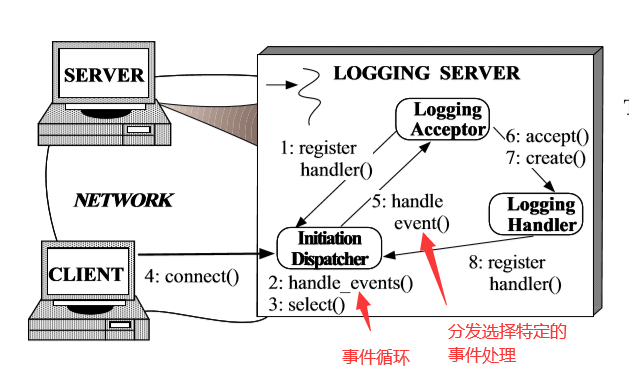 SERVER
LOGGING SERVER
Logging
Acceptor
1: register
handler()
6: accept()
7: create()
NETWORK
5: handle
event()
Logging
Handler
Initiation
Dispatcher
CLIENT
4: connect()
2: handle_events()
3: select()
8: register
handler()
事件循环
分发选择特定的
事件处理